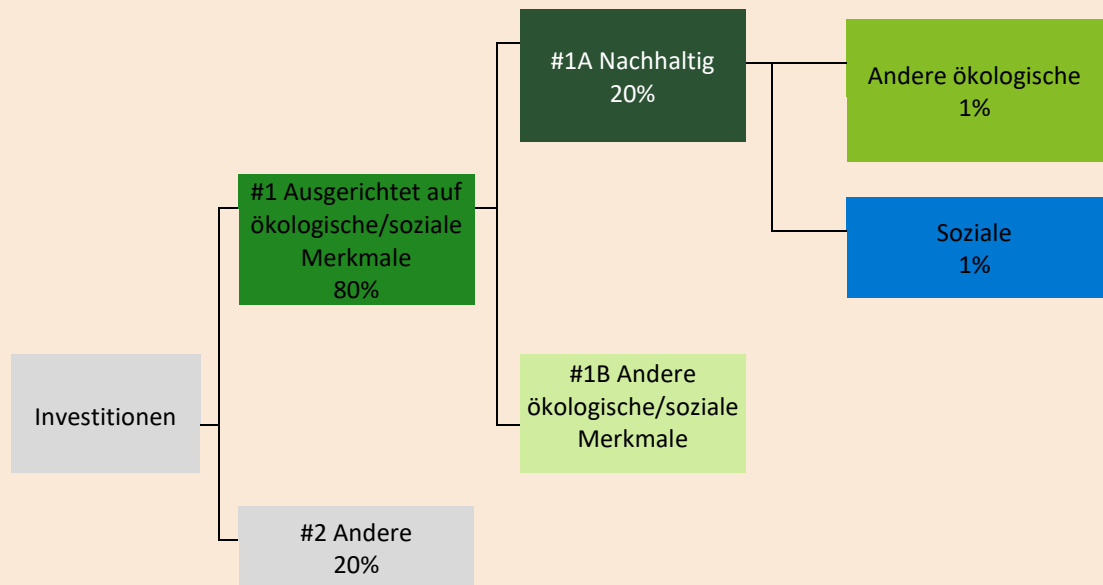 Investitionen
#1 Ausgerichtet auf
ökologische/soziale
Merkmale
80%
#2 Andere
20%
#1A Nachhaltig
20%
#1B Andere
ökologische/soziale
Merkmale
Andere ökologische
1%
Soziale
1%